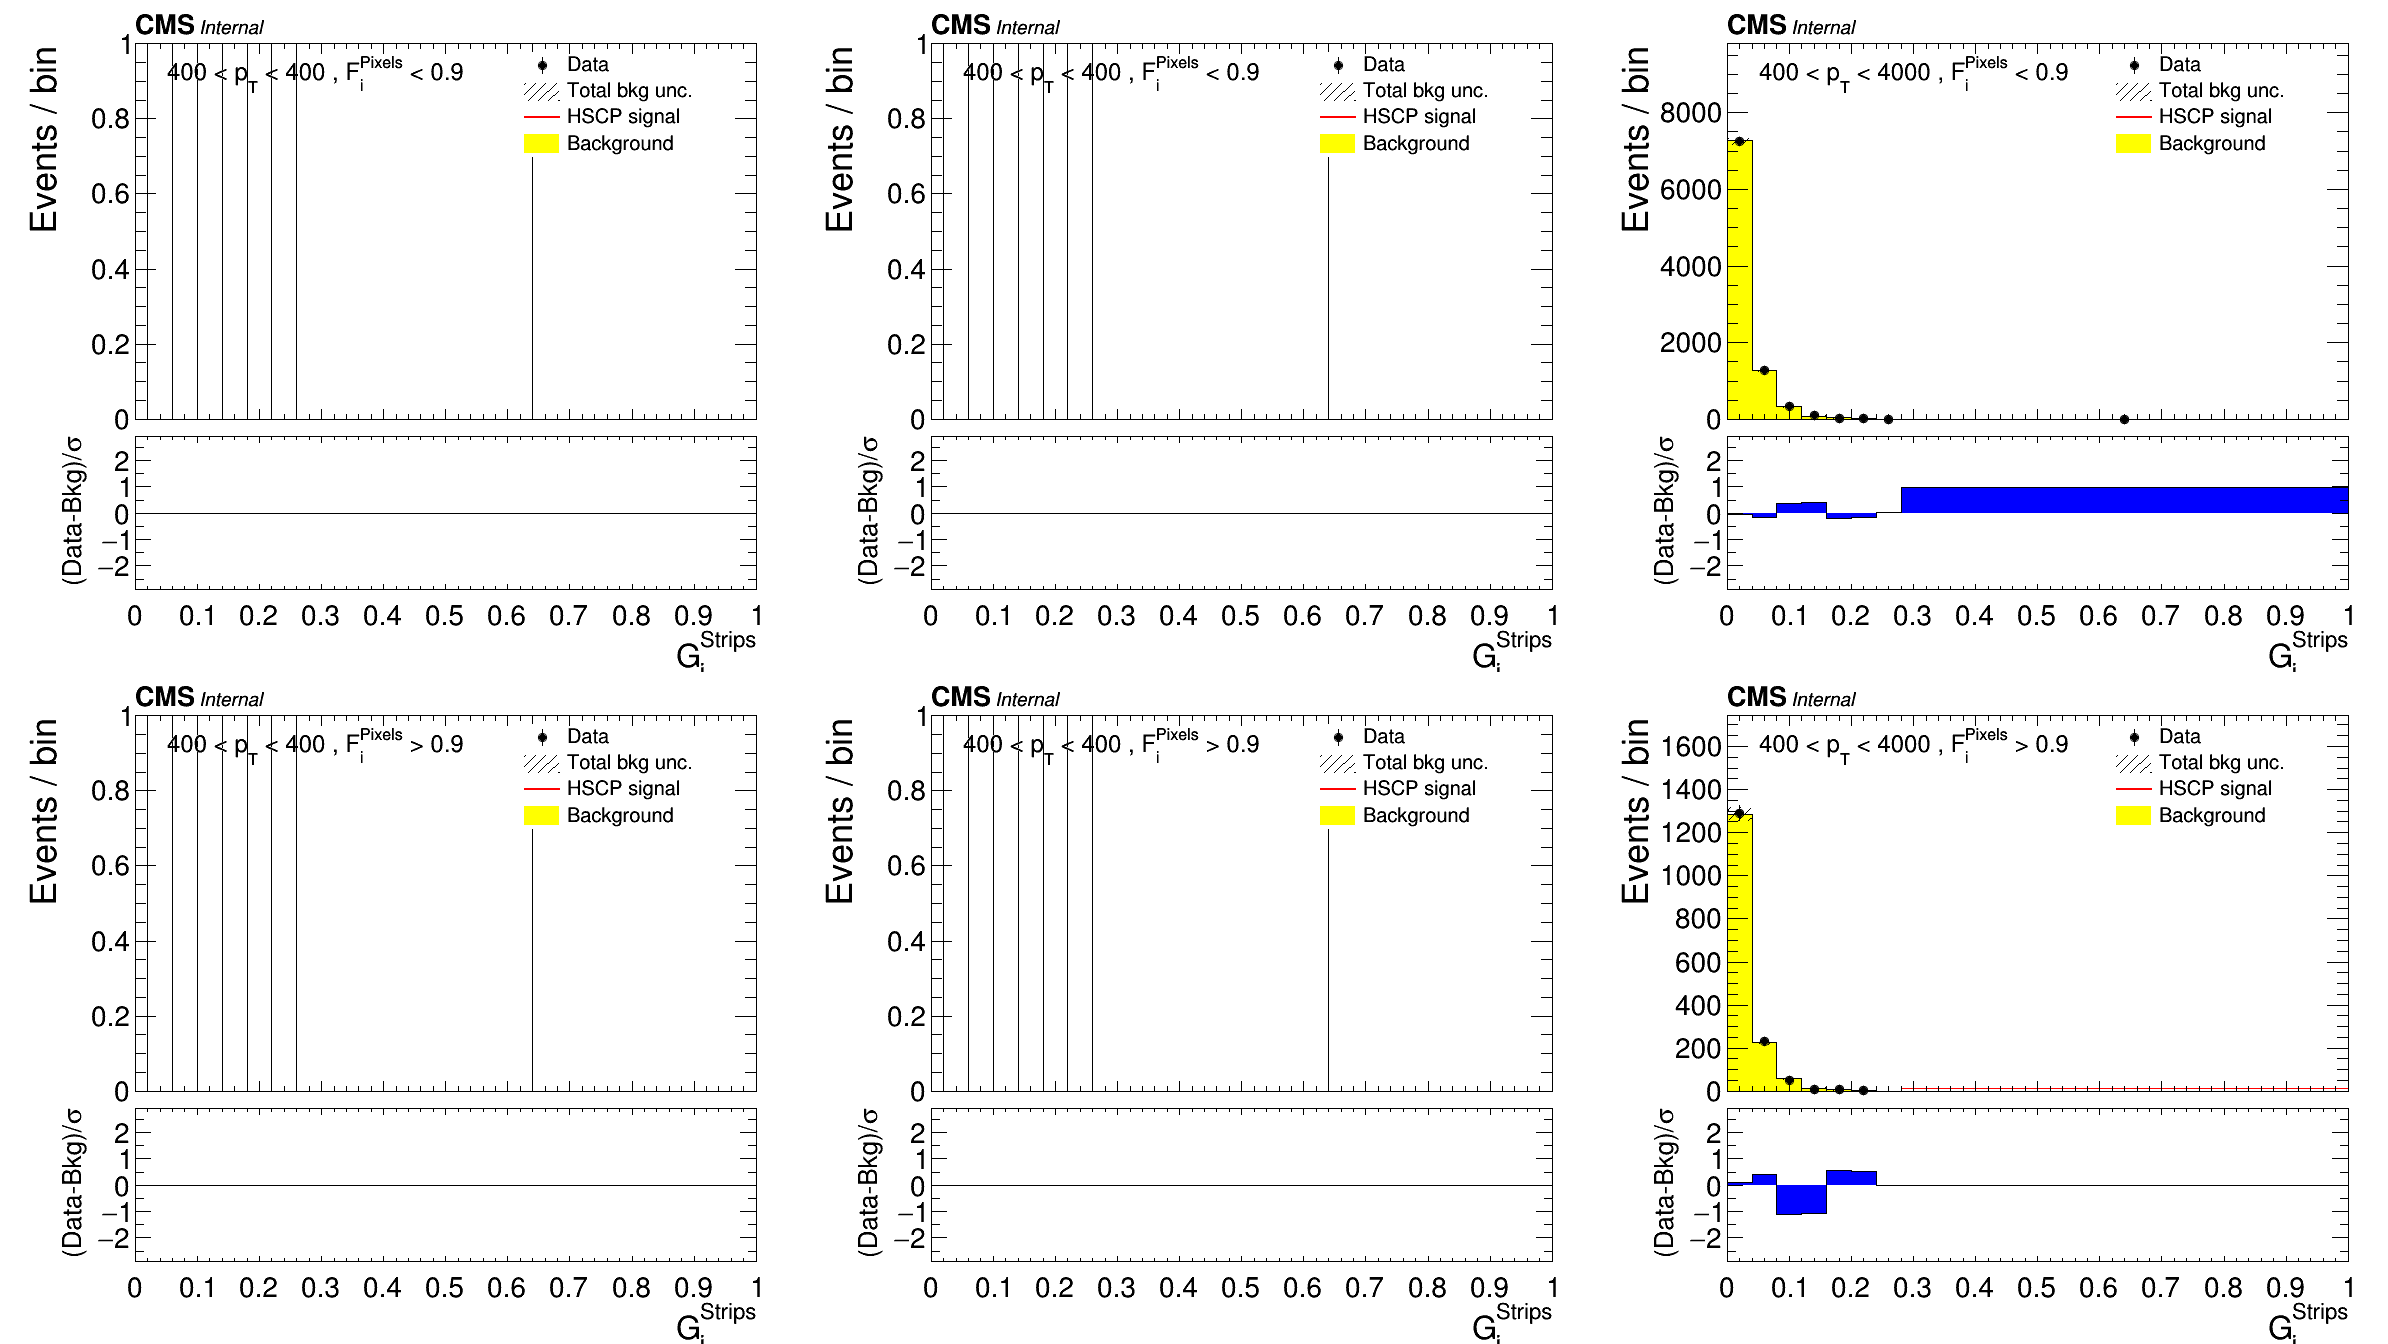 CMS Internal
Events / bin
400 < pT < 400 , FiPixels < 0.9
Data
Total bkg unc.
HSCP signal
Background
1
0.8
0.6
0.4
0.2
0
(Data-Bkg)/σ
2
1
0
−1
−2
0 0.1 0.2 0.3 0.4 0.5 0.6 0.7 0.8 0.9 1
GiStrips
CMS Internal
Events / bin
400 < pT < 400 , FiPixels < 0.9
Data
Total bkg unc.
HSCP signal
Background
1
0.8
0.6
0.4
0.2
0
(Data-Bkg)/σ
2
1
0
−1
−2
0 0.1 0.2 0.3 0.4 0.5 0.6 0.7 0.8 0.9 1
GiStrips
CMS Internal
Events / bin
400 < pT < 4000 , FiPixels < 0.9
Data
Total bkg unc.
HSCP signal
Background
8000
6000
4000
2000
0
(Data-Bkg)/σ
2
1
0
−1
−2
0 0.1 0.2 0.3 0.4 0.5 0.6 0.7 0.8 0.9 1
GiStrips
CMS Internal
Events / bin
400 < pT < 400 , FiPixels > 0.9
Data
Total bkg unc.
HSCP signal
Background
1
0.8
0.6
0.4
0.2
0
(Data-Bkg)/σ
2
1
0
−1
−2
0 0.1 0.2 0.3 0.4 0.5 0.6 0.7 0.8 0.9 1
GiStrips
CMS Internal
Events / bin
400 < pT < 400 , FiPixels > 0.9
Data
Total bkg unc.
HSCP signal
Background
1
0.8
0.6
0.4
0.2
0
(Data-Bkg)/σ
2
1
0
−1
−2
0 0.1 0.2 0.3 0.4 0.5 0.6 0.7 0.8 0.9 1
GiStrips
CMS Internal
Events / bin
400 < pT < 4000 , FiPixels > 0.9
Data
Total bkg unc.
HSCP signal
Background
1600
1400
1200
1000
800
600
400
200
0
(Data-Bkg)/σ
2
1
0
−1
−2
0 0.1 0.2 0.3 0.4 0.5 0.6 0.7 0.8 0.9 1
GiStrips